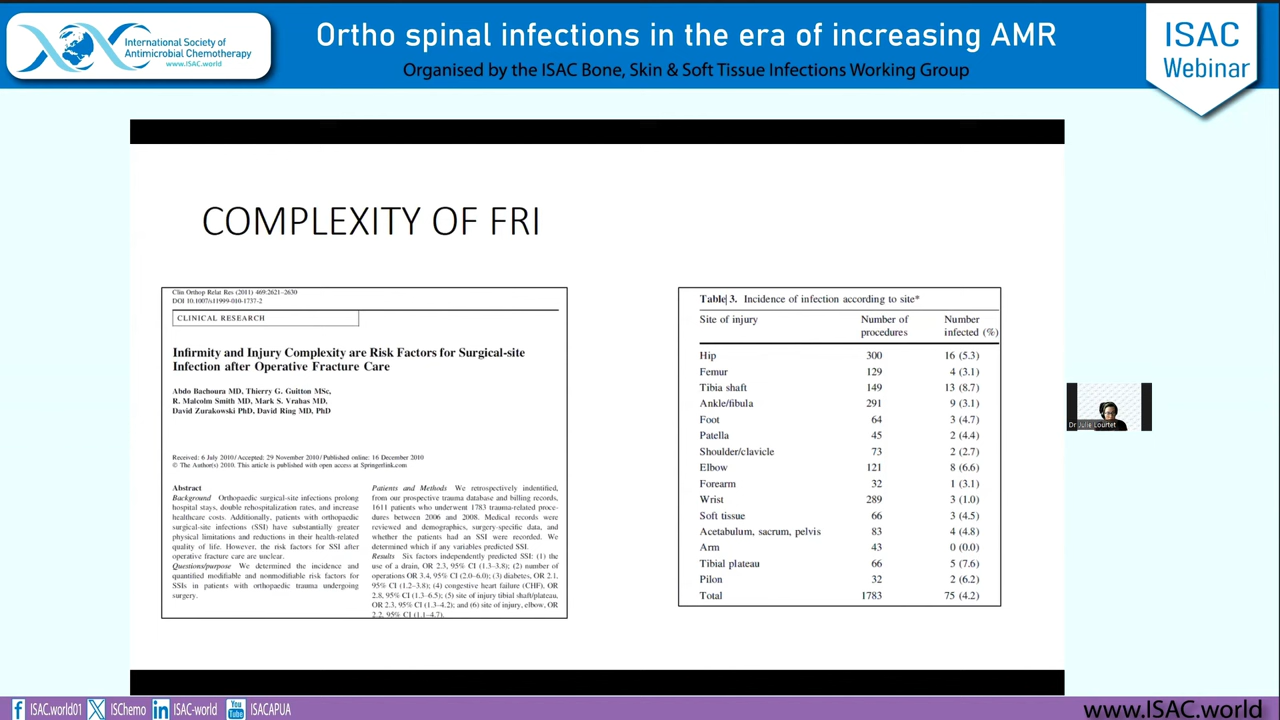 International Society of
Antimicrobial Chemotherapy
www.ISAC.world
Ortho spinal infections in the era of increasing AMR
Organised by the ISAC Bone, Skin & Soft Tissue Infections Working Group
ISAC
Webinar
COMPLEXITY OF FRI
Clin Orthop Relat Res (2011) 469:2621–2630
DOI 10.1007/s11999-010-1737-2
CLINICAL RESEARCH
Infirmity and Injury Complexity are Risk Factors for Surgical-site
Infection after Operative Fracture Care
Abdo Bachoura MD, Thierry G. Guitton MSc,
R. Malcolm Smith MD, Mark S. Vrahas MD,
David Zurakowski PhD, David Ring MD, PhD
Received: 6 July 2010 / Accepted: 29 November 2010 / Published online: 16 December 2010
© The Author(s) 2010. This article is published with open access at Springerlink.com
Abstract
Background Orthopaedic surgical-site infections prolong
hospital stays, double rehospitalization rates, and increase
healthcare costs. Additionally, patients with orthopaedic
surgical-site infections (SSI) have substantially greater
physical limitations and reductions in their health-related
quality of life. However, the risk factors for SSI after
operative fracture care are unclear.
Questions/purpose We determined the incidence and
quantified modifiable and nonmodifiable risk factors for
SSIs in patients with orthopaedic trauma undergoing
surgery.
Patients and Methods We retrospectively indentified,
from our prospective trauma database and billing records,
1611 patients who underwent 1783 trauma-related proce-
dures between 2006 and 2008. Medical records were
reviewed and demographics, surgery-specific data, and
whether the patients had an SSI were recorded. We
determined which if any variables predicted SSI.
Results Six factors independently predicted SSI: (1) the
use of a drain, OR 2.3, 95% CI (1.3–3.8); (2) number of
operations OR 3.4, 95% CI (2.0–6.0); (3) diabetes, OR 2.1,
95% CI (1.2–3.8); (4) congestive heart failure (CHF), OR
2.8, 95% CI (1.3–6.5); (5) site of injury tibial shaft/plateau,
OR 2.3, 95% CI (1.3–4.2); and (6) site of injury, elbow, OR
2.2, 95% CI (1.1–4.7).
Table 3. Incidence of infection according to site*
Site of injury Number of procedures Number infected (%)
Hip 300 16 (5.3)
Femur 129 4 (3.1)
Tibia shaft 149 13 (8.7)
Ankle/fibula 291 9 (3.1)
Foot 64 3 (4.7)
Patella 45 2 (4.4)
Shoulder/clavicle 73 2 (2.7)
Elbow 121 8 (6.6)
Forearm 32 1 (3.1)
Wrist 289 3 (1.0)
Soft tissue 66 3 (4.5)
Acetabulum, sacrum, pelvis 83 4 (4.8)
Arm 43 0 (0.0)
Tibial plateau 66 5 (7.6)
Pilon 32 2 (6.2)
Total 1783 75 (4.2)
Dr Julie Lourtet
ISAC.world01 ISChemo ISAC-world You Tube ISACAPUA
www.ISAC.world